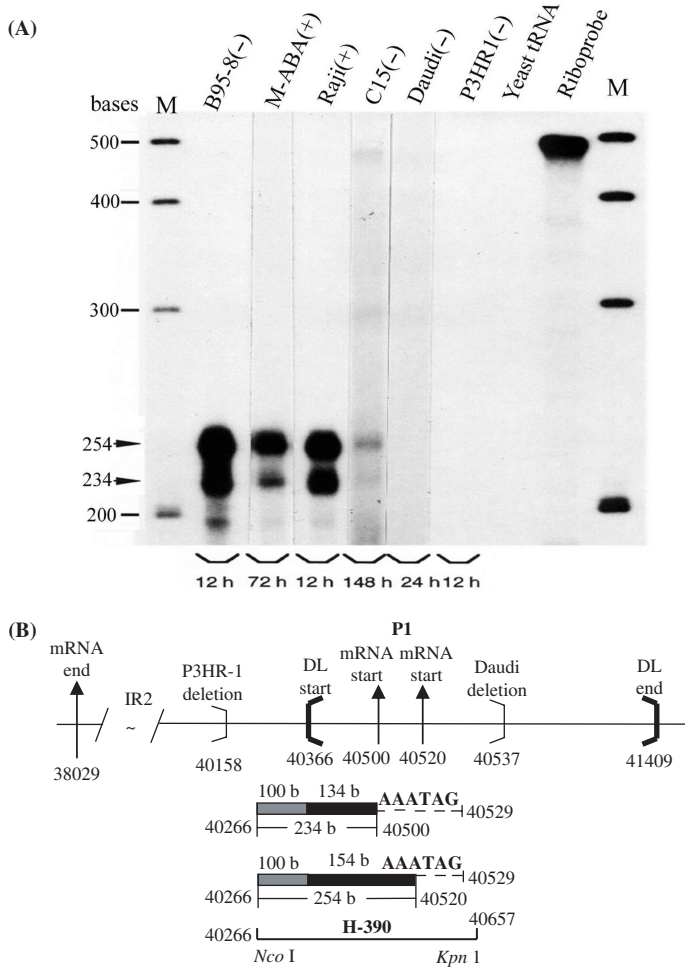 (A)
bases
M
B95-8(–)
M-ABA(+)
Raji(+)
C15(–)
Daudi(–)
P3HR1(–)
Yeast tRNA
Riboprobe
M
500
400
300
254
234
200
12 h
72 h
12 h
148 h
24 h
12 h
(B)
P1
mRNA end
IR2
~
P3HR-1 deletion
DL start
mRNA start
mRNA start
Daudi deletion
DL end
38029
40158
40366
40500
40520
40537
41409
100 b
134 b
AAATAG
40529
40266
234 b
40500
100 b
154 b
AAATAG
40529
40266
254 b
40520
40657
40266
H-390
Nco I
Kpn 1